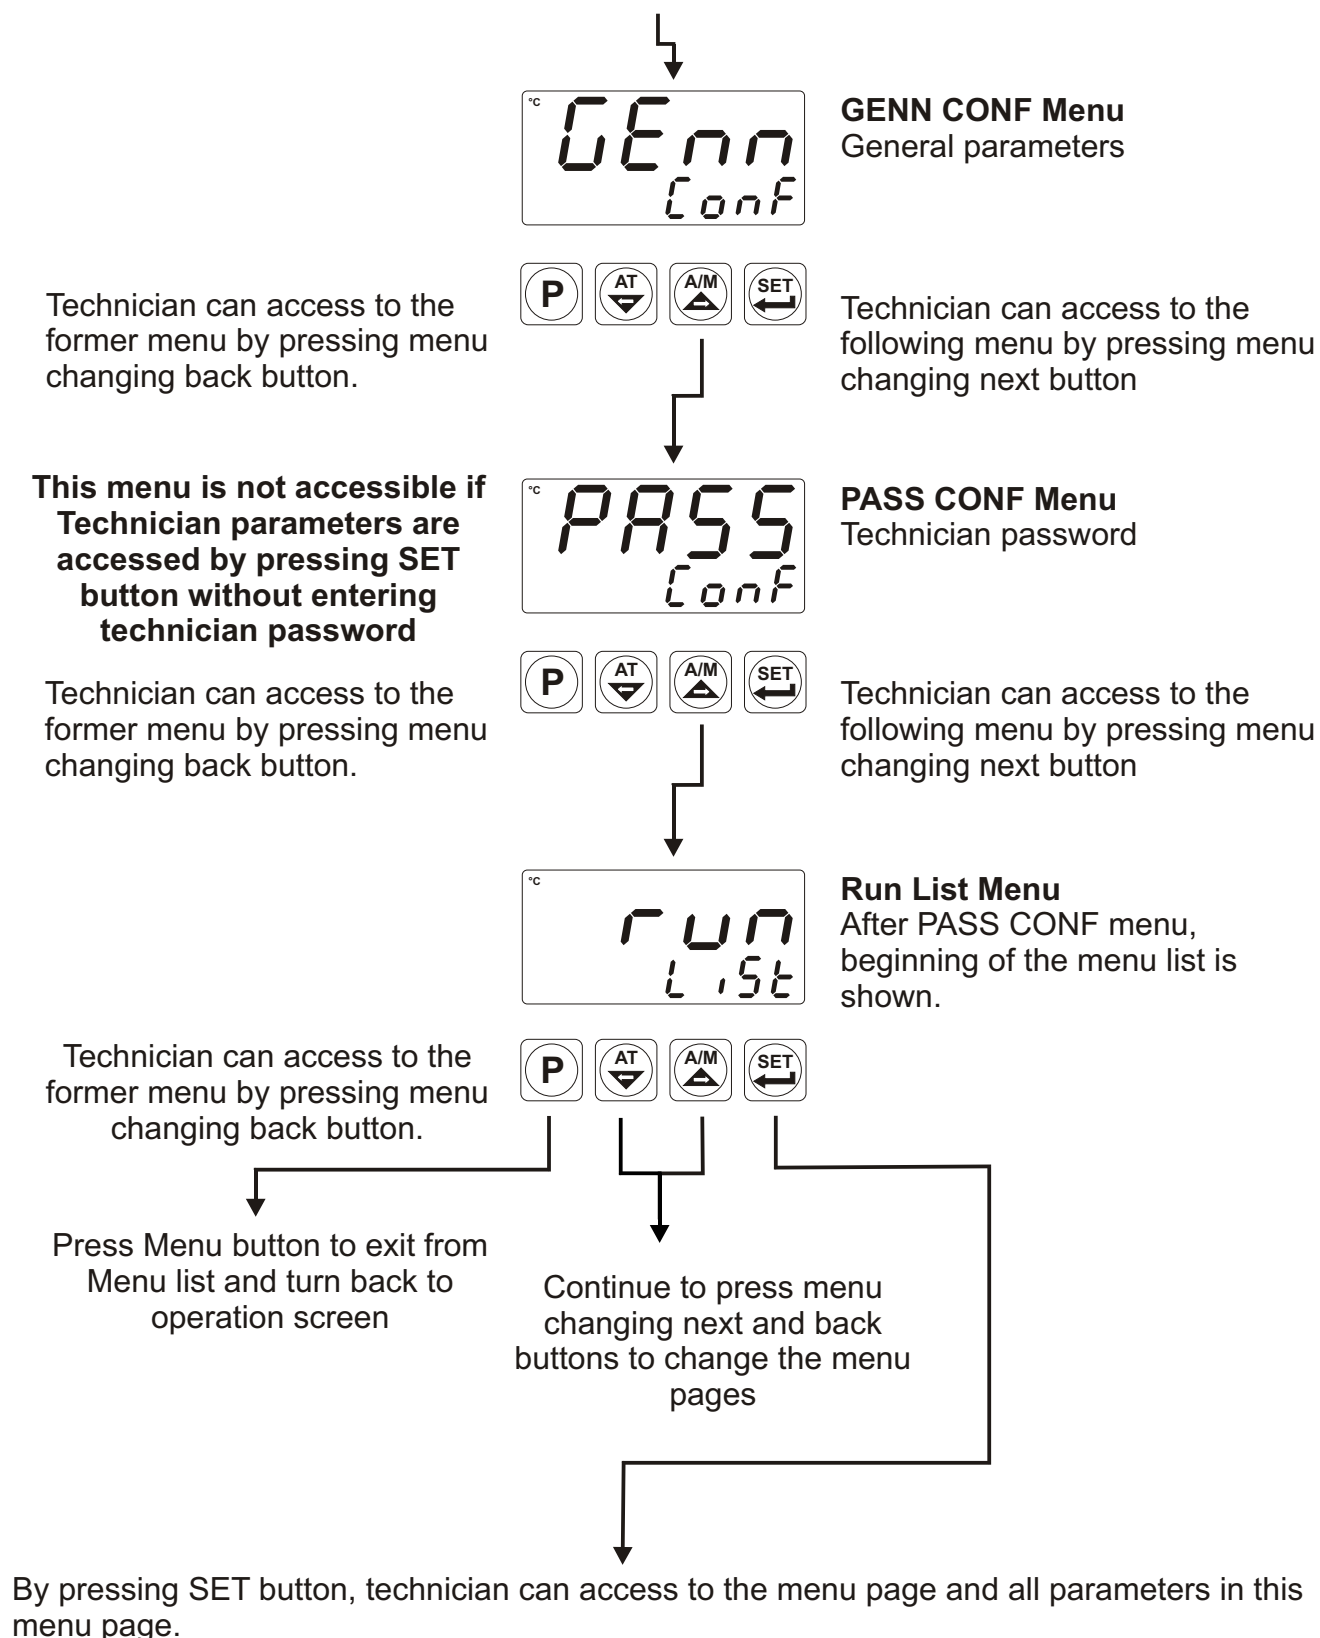 °C
GEnn
ConF
GENN CONF Menu
General parameters
P
AT
A/M
SET
Technician can access to the
former menu by pressing menu
changing back button.
Technician can access to the
following menu by pressing menu
changing next button
This menu is not accessible if
Technician parameters are
accessed by pressing SET
button without entering
technician password
°C
PASS
ConF
PASS CONF Menu
Technician password
P
AT
A/M
SET
Technician can access to the
former menu by pressing menu
changing back button.
Technician can access to the
following menu by pressing menu
changing next button
°C
run
LiSt
Run List Menu
After PASS CONF menu,
beginning of the menu list is
shown.
Technician can access to the
former menu by pressing menu
changing back button.
P
AT
A/M
SET
Press Menu button to exit from
Menu list and turn back to
operation screen
Continue to press menu
changing next and back
buttons to change the menu
pages
By pressing SET button, technician can access to the menu page and all parameters in this
menu page.